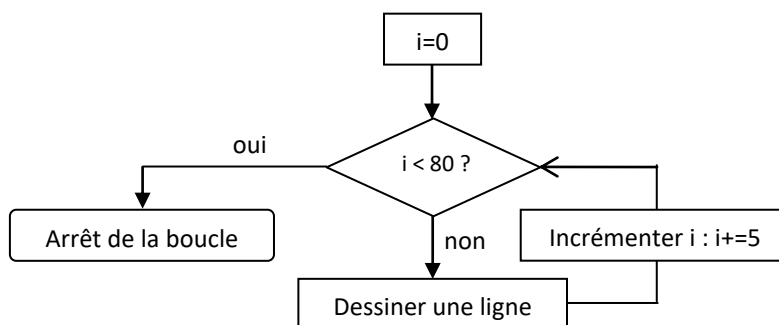 i=0
oui
i < 80 ?
Arrêt de la boucle
non
Incrémenter i : i+=5
Dessiner une ligne